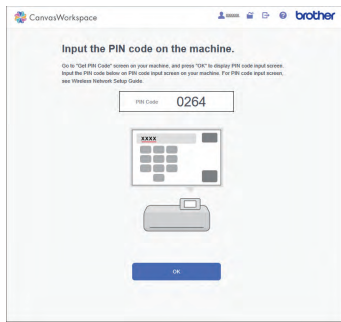 CanvasWorkspace
brother
Input the PIN code on the machine.
Go to "Get PIN Code" screen on your machine, and press "OK" to display PIN code input screen.
Input the PIN code below on PIN code input screen on your machine. For PIN code input screen,
see Wireless Network Setup Guide.
PIN Code 0264
XXXX
OK